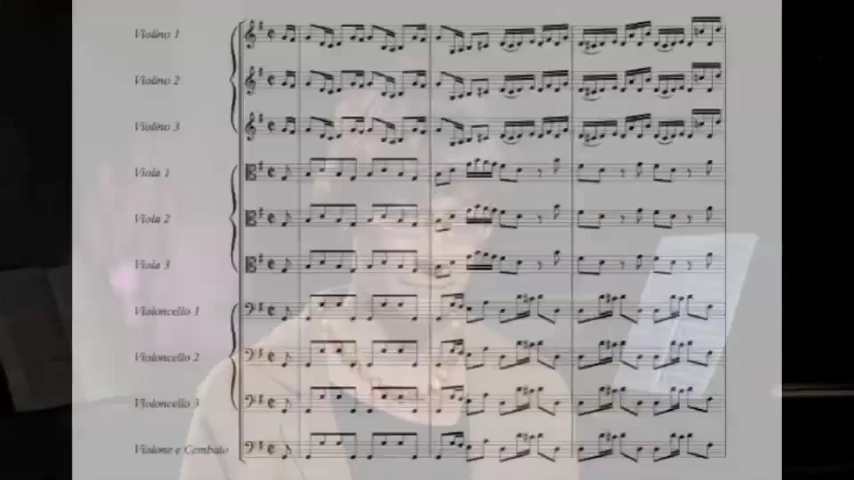 Violino 1
Violino 2
Violino 3
Viola 1
Viola 2
Viola 3
Violoncello 1
Violoncello 2
Violoncello 3
Violone e Cembalo